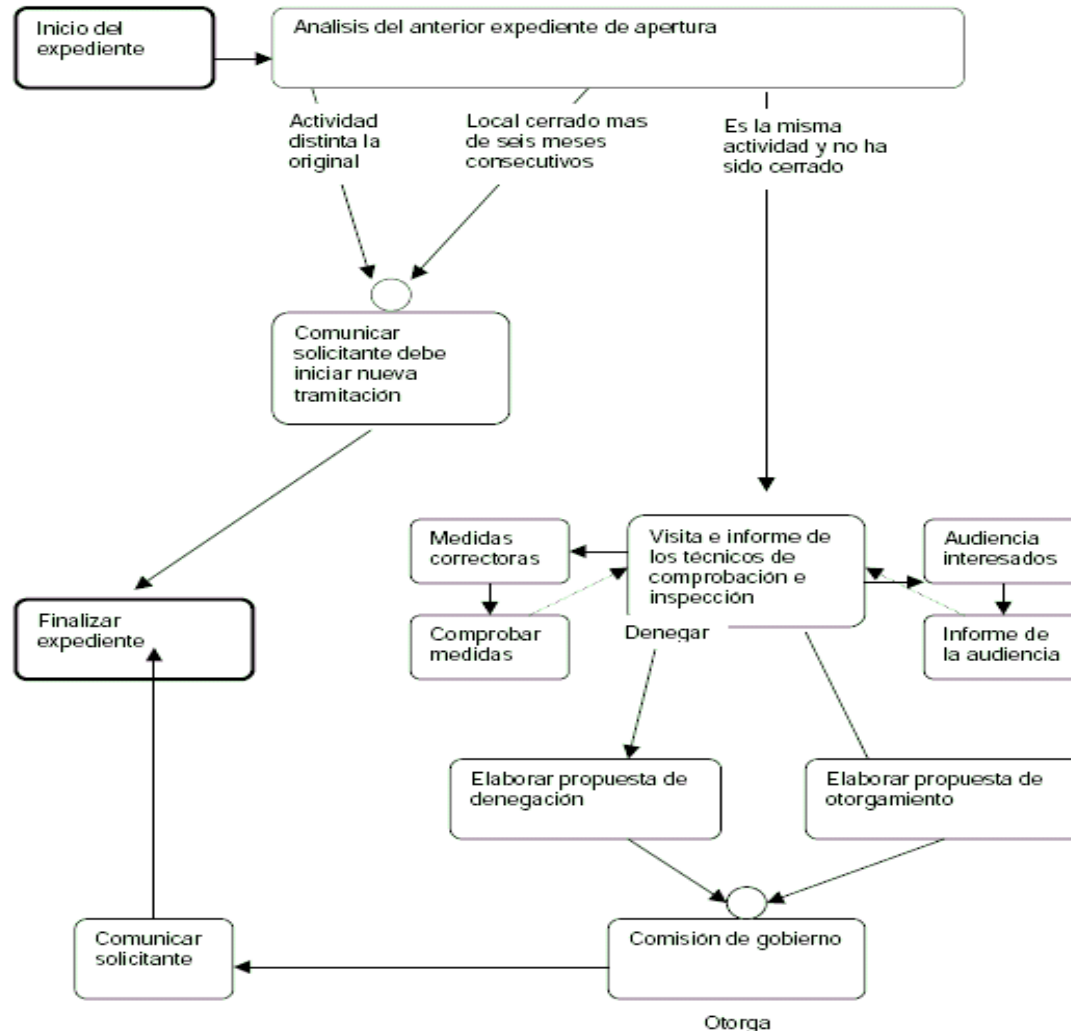 Inicio del
expediente
Análisis del anterior expediente de apertura
Actividad
distinta la
original
Local cerrado mas
de seis meses
consecutivos
Es la misma
actividad y no ha
sido cerrado
Comunicar
solicitante debe
iniciar nueva
tramitación
Medidas
correctoras
Visita e informe de
los técnicos de
comprobación e
inspección
Audiencia
interesados
Finalizar
expediente
Comprobar
medidas
Denegar
Informe de
la audiencia
Elaborar propuesta de
denegación
Elaborar propuesta de
otorgamiento
Comunicar
solicitante
Comisión de gobierno
Otorga